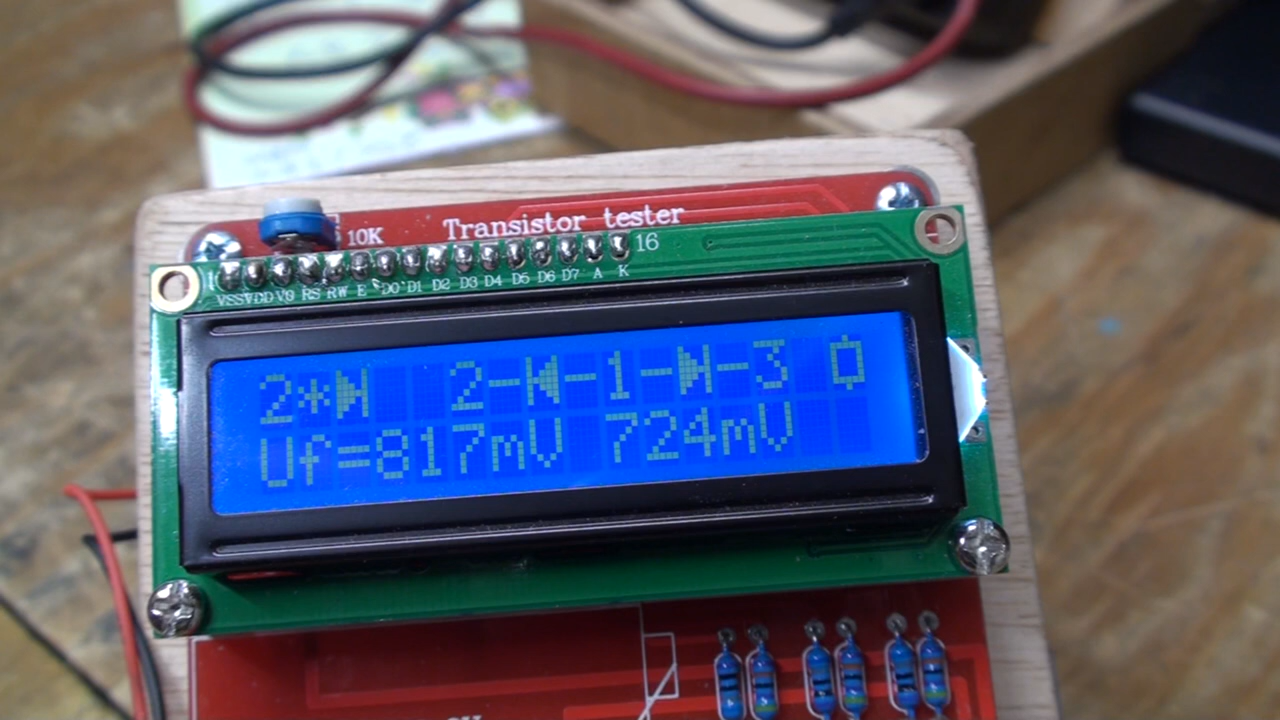 Transistor tester
10K
1 16
VSS VDD V0 RS RW E D0 D1 D2 D3 D4 D5 D6 D7 A K
2*▶| 2-|◀-1-▶|-3
Uf=817mV 724mV